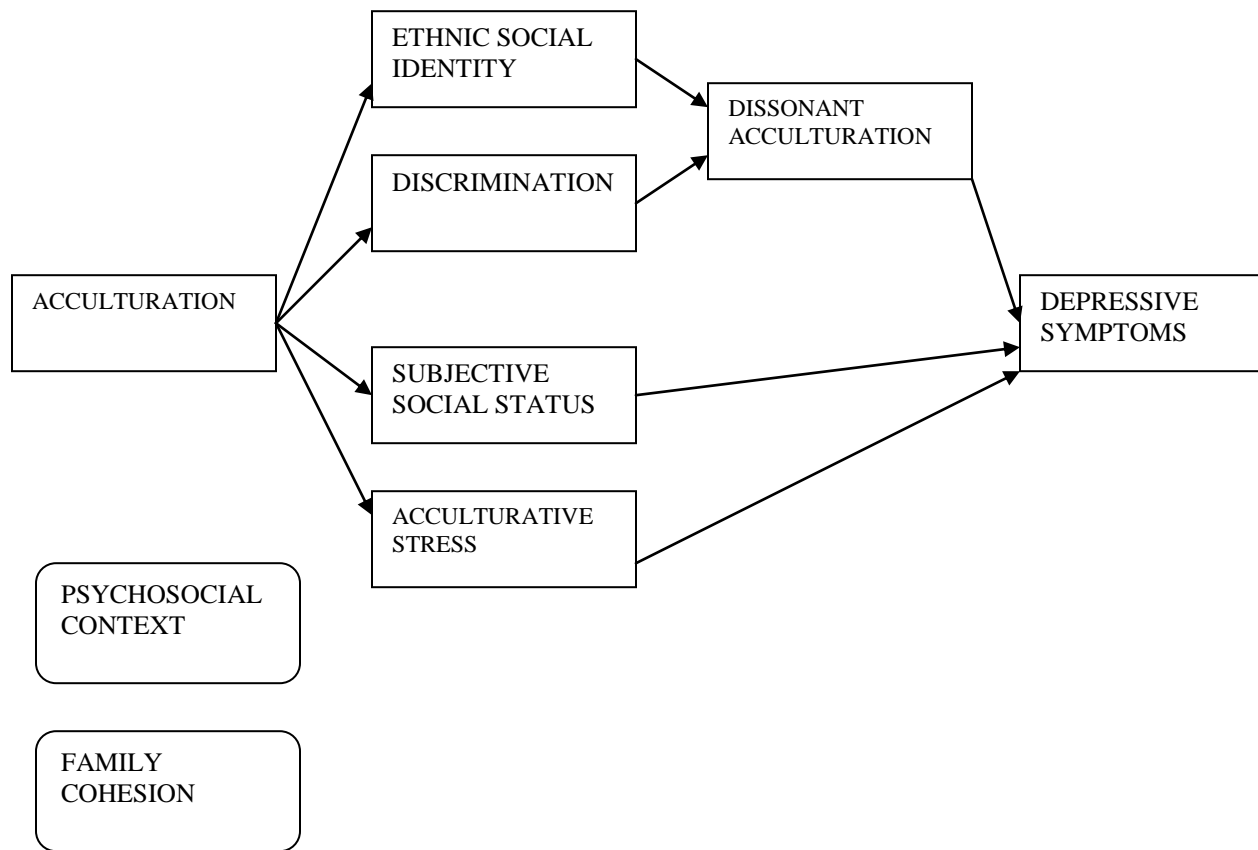 ETHNIC SOCIAL
IDENTITY
DISSONANT
ACCULTURATION
DISCRIMINATION
ACCULTURATION
DEPRESSIVE
SYMPTOMS
SUBJECTIVE
SOCIAL STATUS
ACCULTURATIVE
STRESS
PSYCHOSOCIAL
CONTEXT
FAMILY
COHESION